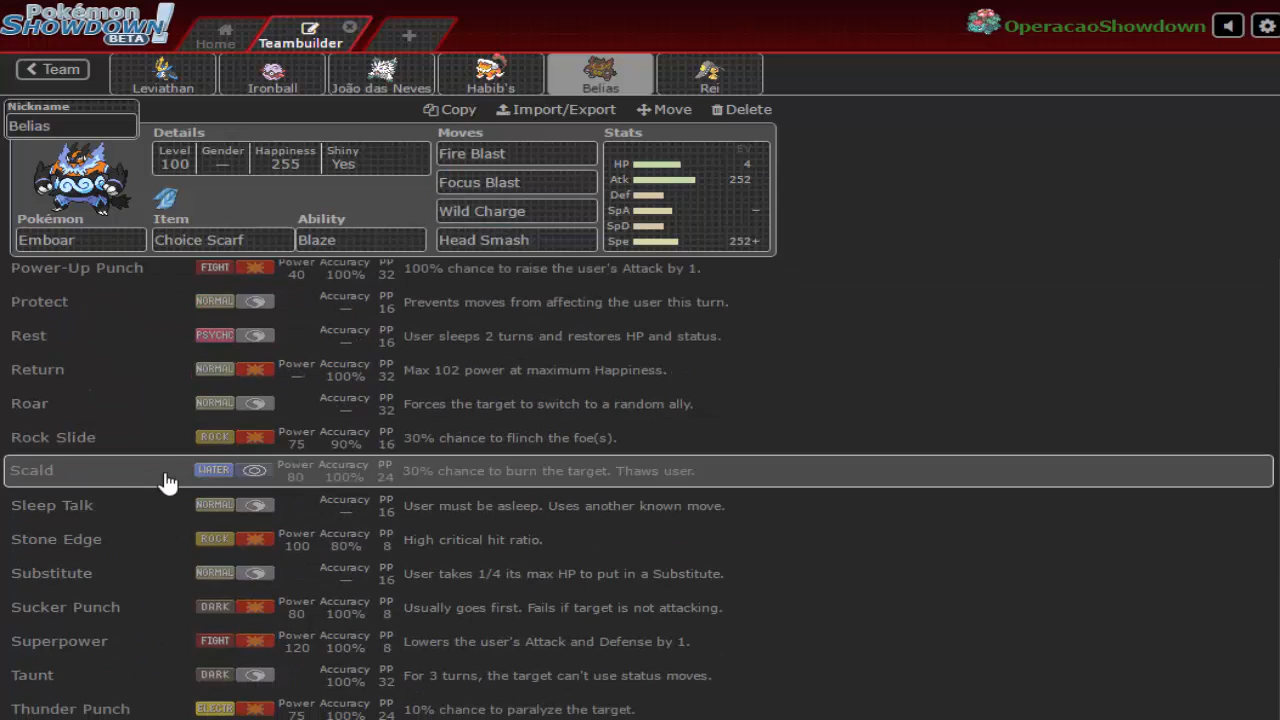 Pokémon
SHOWDOWN!
BETA
Home
Teambuilder
+
OperacaoShowdown
< Team
Leviathan
Ironball
João das Neves
Habib's
Belias
Rei
Copy Import/Export Move Delete
Nickname
Belias
Details
Level Gender Happiness Shiny
100 — 255 Yes
Pokémon
Emboar
Item
Choice Scarf
Ability
Blaze
Moves
Fire Blast
Focus Blast
Wild Charge
Head Smash
Stats
EV
HP 4
Atk 252
Def
SpA –
SpD
Spe 252+
Power-Up Punch FIGHT Power 40 Accuracy 100% PP 32 100% chance to raise the user's Attack by 1.
Protect NORMAL Accuracy — PP 16 Prevents moves from affecting the user this turn.
Rest PSYCHC Accuracy — PP 16 User sleeps 2 turns and restores HP and status.
Return NORMAL Power — Accuracy 100% PP 32 Max 102 power at maximum Happiness.
Roar NORMAL Accuracy — PP 32 Forces the target to switch to a random ally.
Rock Slide ROCK Power 75 Accuracy 90% PP 16 30% chance to flinch the foe(s).
Scald WATER Power 80 Accuracy 100% PP 24 30% chance to burn the target. Thaws user.
Sleep Talk NORMAL Accuracy — PP 16 User must be asleep. Uses another known move.
Stone Edge ROCK Power 100 Accuracy 80% PP 8 High critical hit ratio.
Substitute NORMAL Accuracy — PP 16 User takes 1/4 its max HP to put in a Substitute.
Sucker Punch DARK Power 80 Accuracy 100% PP 8 Usually goes first. Fails if target is not attacking.
Superpower FIGHT Power 120 Accuracy 100% PP 8 Lowers the user's Attack and Defense by 1.
Taunt DARK Accuracy 100% PP 32 For 3 turns, the target can't use status moves.
Thunder Punch ELECTR Power 75 Accuracy 100% PP 24 10% chance to paralyze the target.